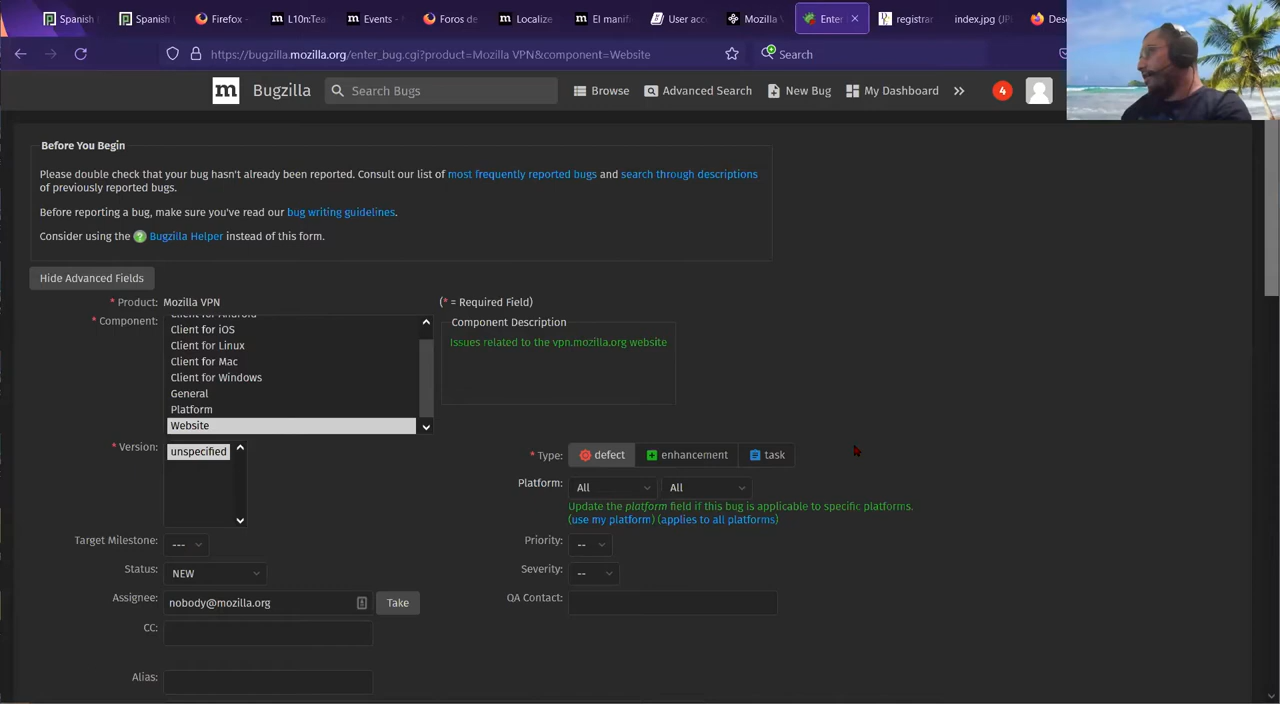 Spanish
Spanish (
Firefox -
L10n:Tea
Events -
Foros de
Localize
El manif
User acc
Mozilla V
Enter
registrar
index.jpg (JP
Des
https://bugzilla.mozilla.org/enter_bug.cgi?product=Mozilla VPN&component=Website
Search
m
Bugzilla
Search Bugs
Browse
Advanced Search
New Bug
My Dashboard
4
Before You Begin
Please double check that your bug hasn't already been reported. Consult our list of most frequently reported bugs and search through descriptions
of previously reported bugs.
Before reporting a bug, make sure you've read our bug writing guidelines.
Consider using the ? Bugzilla Helper instead of this form.
Hide Advanced Fields
* Product: Mozilla VPN
(* = Required Field)
* Component:
Client for Android
Client for iOS
Client for Linux
Client for Mac
Client for Windows
General
Platform
Website
Component Description
Issues related to the vpn.mozilla.org website
* Version: unspecified
* Type: defect enhancement task
Platform: All All
Update the platform field if this bug is applicable to specific platforms.
(use my platform) (applies to all platforms)
Target Milestone: ---
Priority: --
Status: NEW
Severity: --
Assignee: nobody@mozilla.org Take
QA Contact:
CC:
Alias: